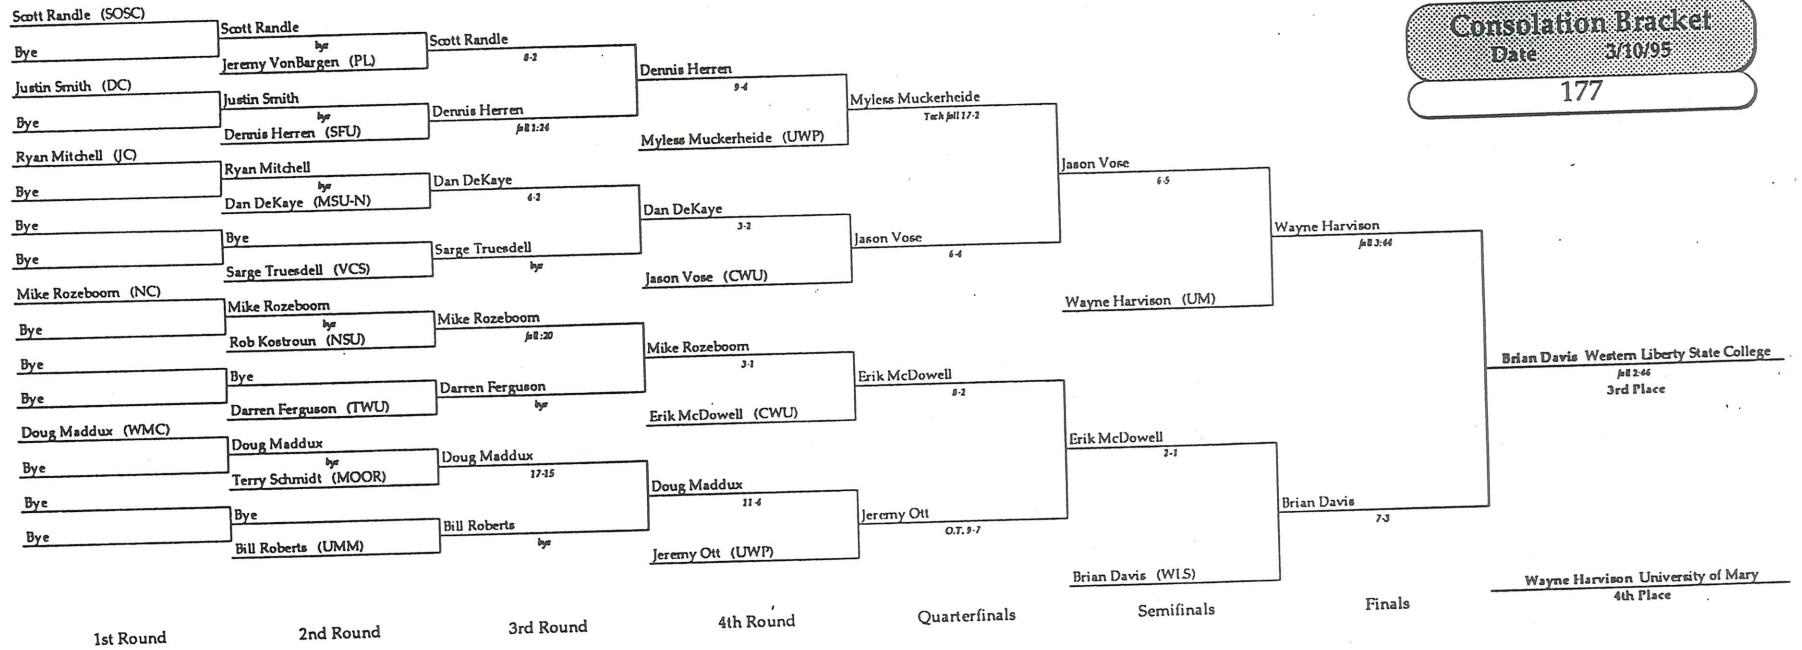 Consolation Bracket
Date 3/10/95
177
Scott Randle (SOSC)
Bye
Justin Smith (DC)
Bye
Ryan Mitchell (JC)
Bye
Bye
Bye
Mike Rozeboom (NC)
Bye
Bye
Bye
Doug Maddux (WMC)
Bye
Bye
Bye
1st Round
Scott Randle
bye
Jeremy VonBargen (PL)
Justin Smith
bye
Dennis Herren (SFU)
Ryan Mitchell
bye
Dan DeKaye (MSU-N)
Bye
Sarge Truesdell (VCS)
Mike Rozeboom
bye
Rob Kostroun (NSU)
Bye
Darren Ferguson (TWU)
Doug Maddux
bye
Terry Schmidt (MOOR)
Bye
Bill Roberts (UMM)
2nd Round
Scott Randle
8-2
Dennis Herren
fall 1:24
Dan DeKaye
4-2
Sarge Truesdell
bye
Mike Rozeboom
fall :20
Darren Ferguson
bye
Doug Maddux
17-15
Bill Roberts
bye
3rd Round
Dennis Herren
9-4
Myless Muckerheide (UWP)
Dan DeKaye
3-2
Jason Vose (CWU)
Mike Rozeboom
3-1
Erik McDowell (CWU)
Doug Maddux
11-4
Jeremy Ott (UWP)
4th Round
Myless Muckerheide
Tech fall 17-2
Jason Vose
6-4
Erik McDowell
8-2
Jeremy Ott
O.T. 9-7
Quarterfinals
Jason Vose
6-5
Wayne Harvison (UM)
Erik McDowell
2-1
Brian Davis (WLS)
Semifinals
Wayne Harvison
fall 3:44
Brian Davis
7-3
Finals
Brian Davis Western Liberty State College
fall 2:46
3rd Place
Wayne Harvison University of Mary
4th Place